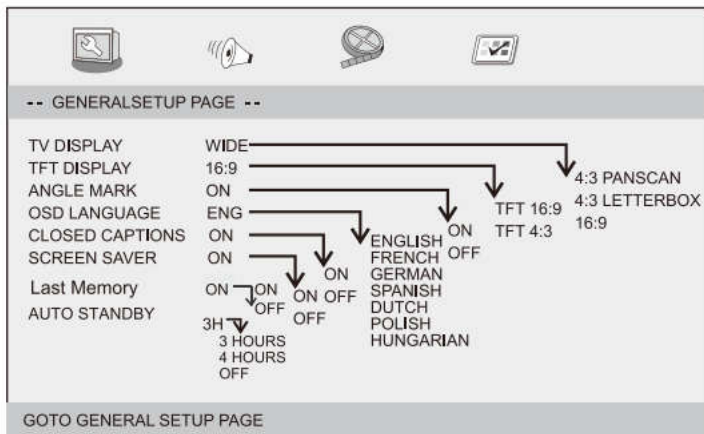 -- GENERALSETUP PAGE --
TV DISPLAY WIDE
TFT DISPLAY 16:9
ANGLE MARK ON
OSD LANGUAGE ENG
CLOSED CAPTIONS ON
SCREEN SAVER ON
Last Memory ON
AUTO STANDBY 3H
4:3 PANSCAN
4:3 LETTERBOX
16:9
TFT 16:9
TFT 4:3
ON
OFF
ENGLISH
FRENCH
GERMAN
SPANISH
DUTCH
POLISH
HUNGARIAN
ON
OFF
ON
OFF
ON
OFF
3 HOURS
4 HOURS
OFF
GOTO GENERAL SETUP PAGE